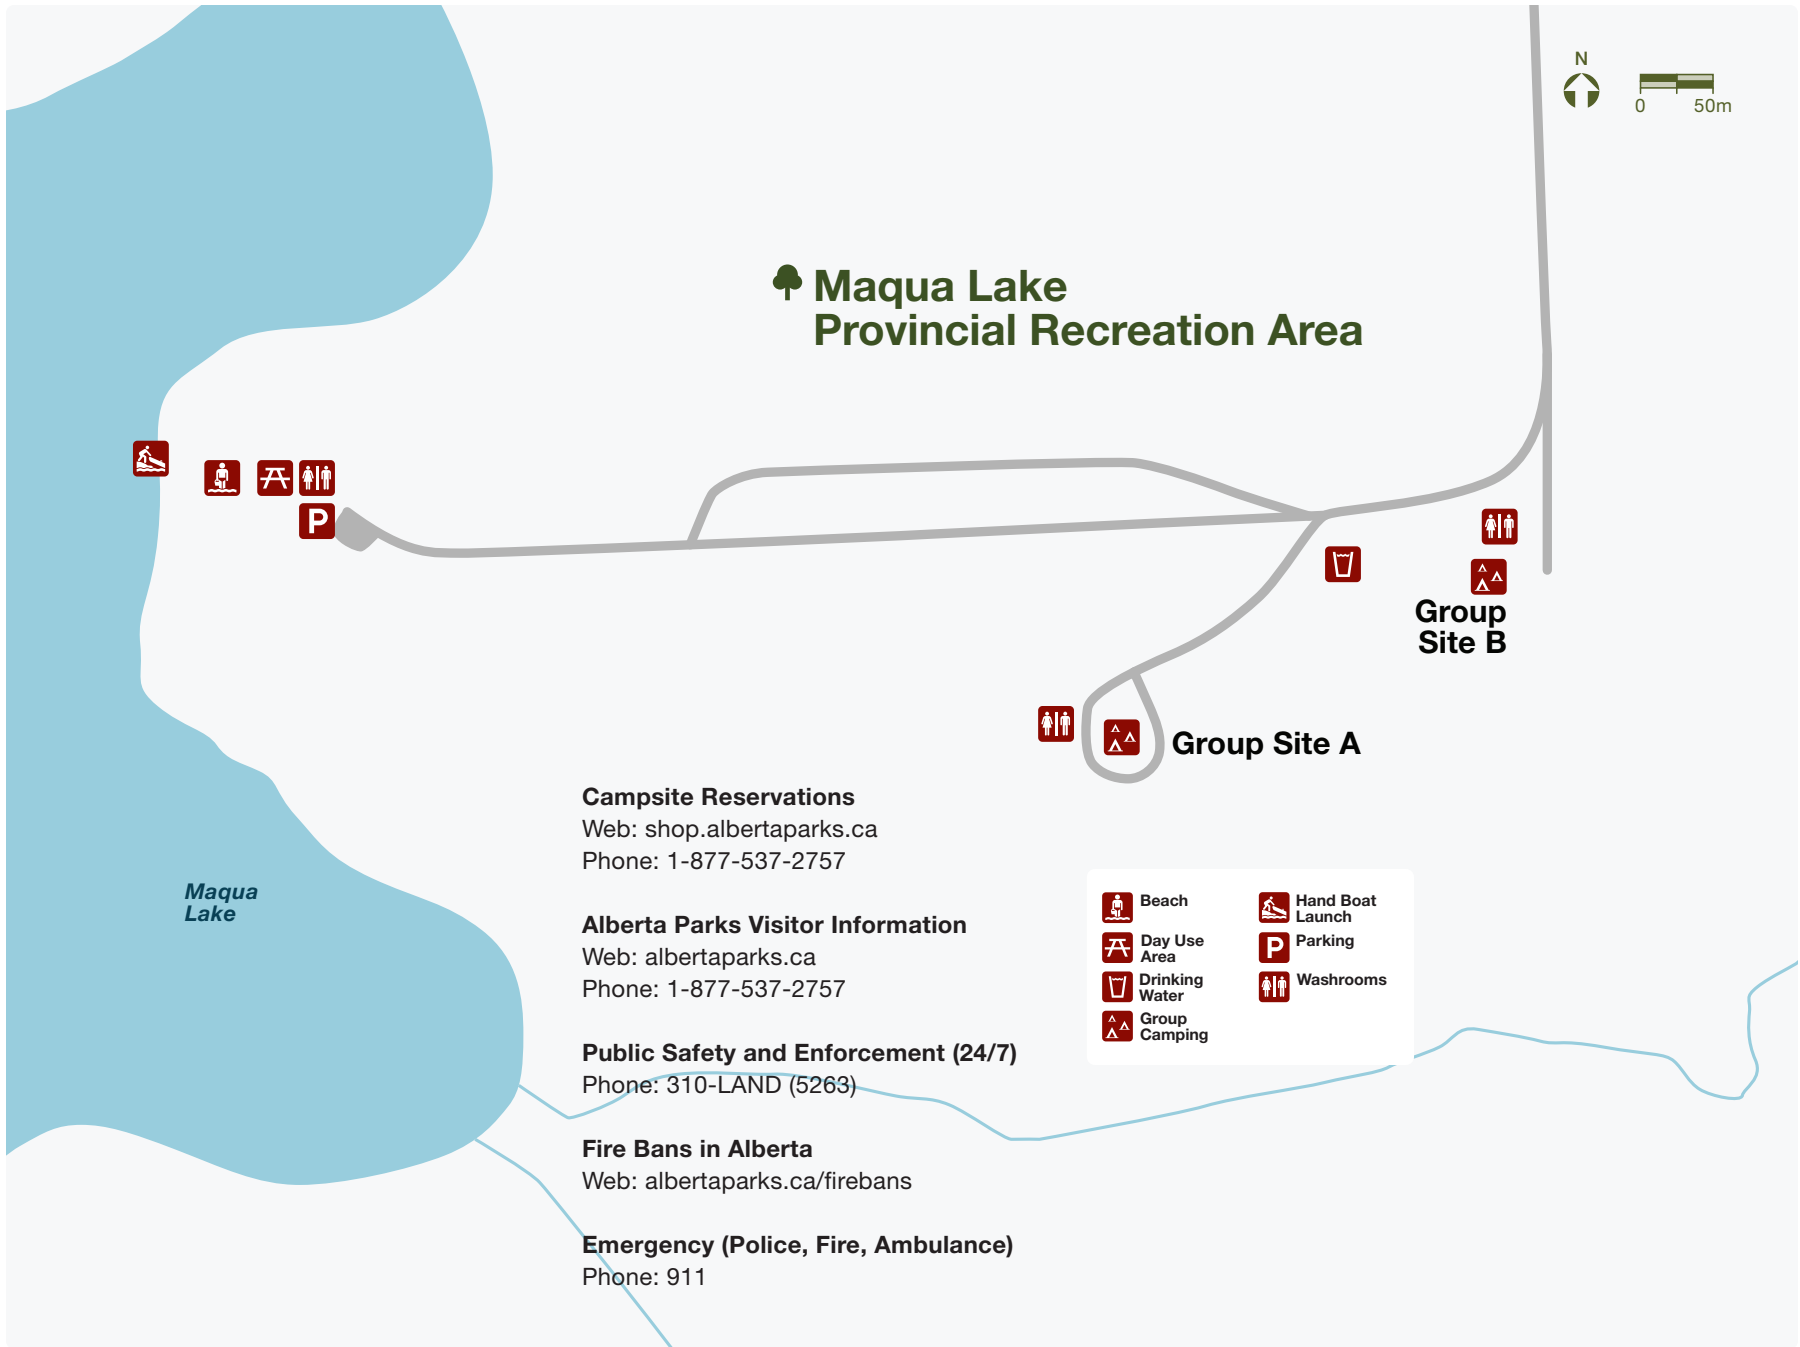 N
0 50m
Maqua Lake
Provincial Recreation Area
P
Group
Site B
Group Site A
Campsite Reservations
Web: shop.albertaparks.ca
Phone: 1-877-537-2757
Maqua
Lake
Alberta Parks Visitor Information
Web: albertaparks.ca
Phone: 1-877-537-2757
Public Safety and Enforcement (24/7)
Phone: 310-LAND (5263)
Fire Bans in Alberta
Web: albertaparks.ca/firebans
Emergency (Police, Fire, Ambulance)
Phone: 911
Beach
Day Use
Area
Drinking
Water
Group
Camping
Hand Boat
Launch
P Parking
Washrooms